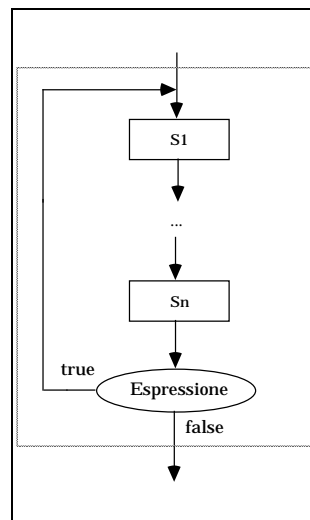 S1
...
Sn
true
Espressione
false